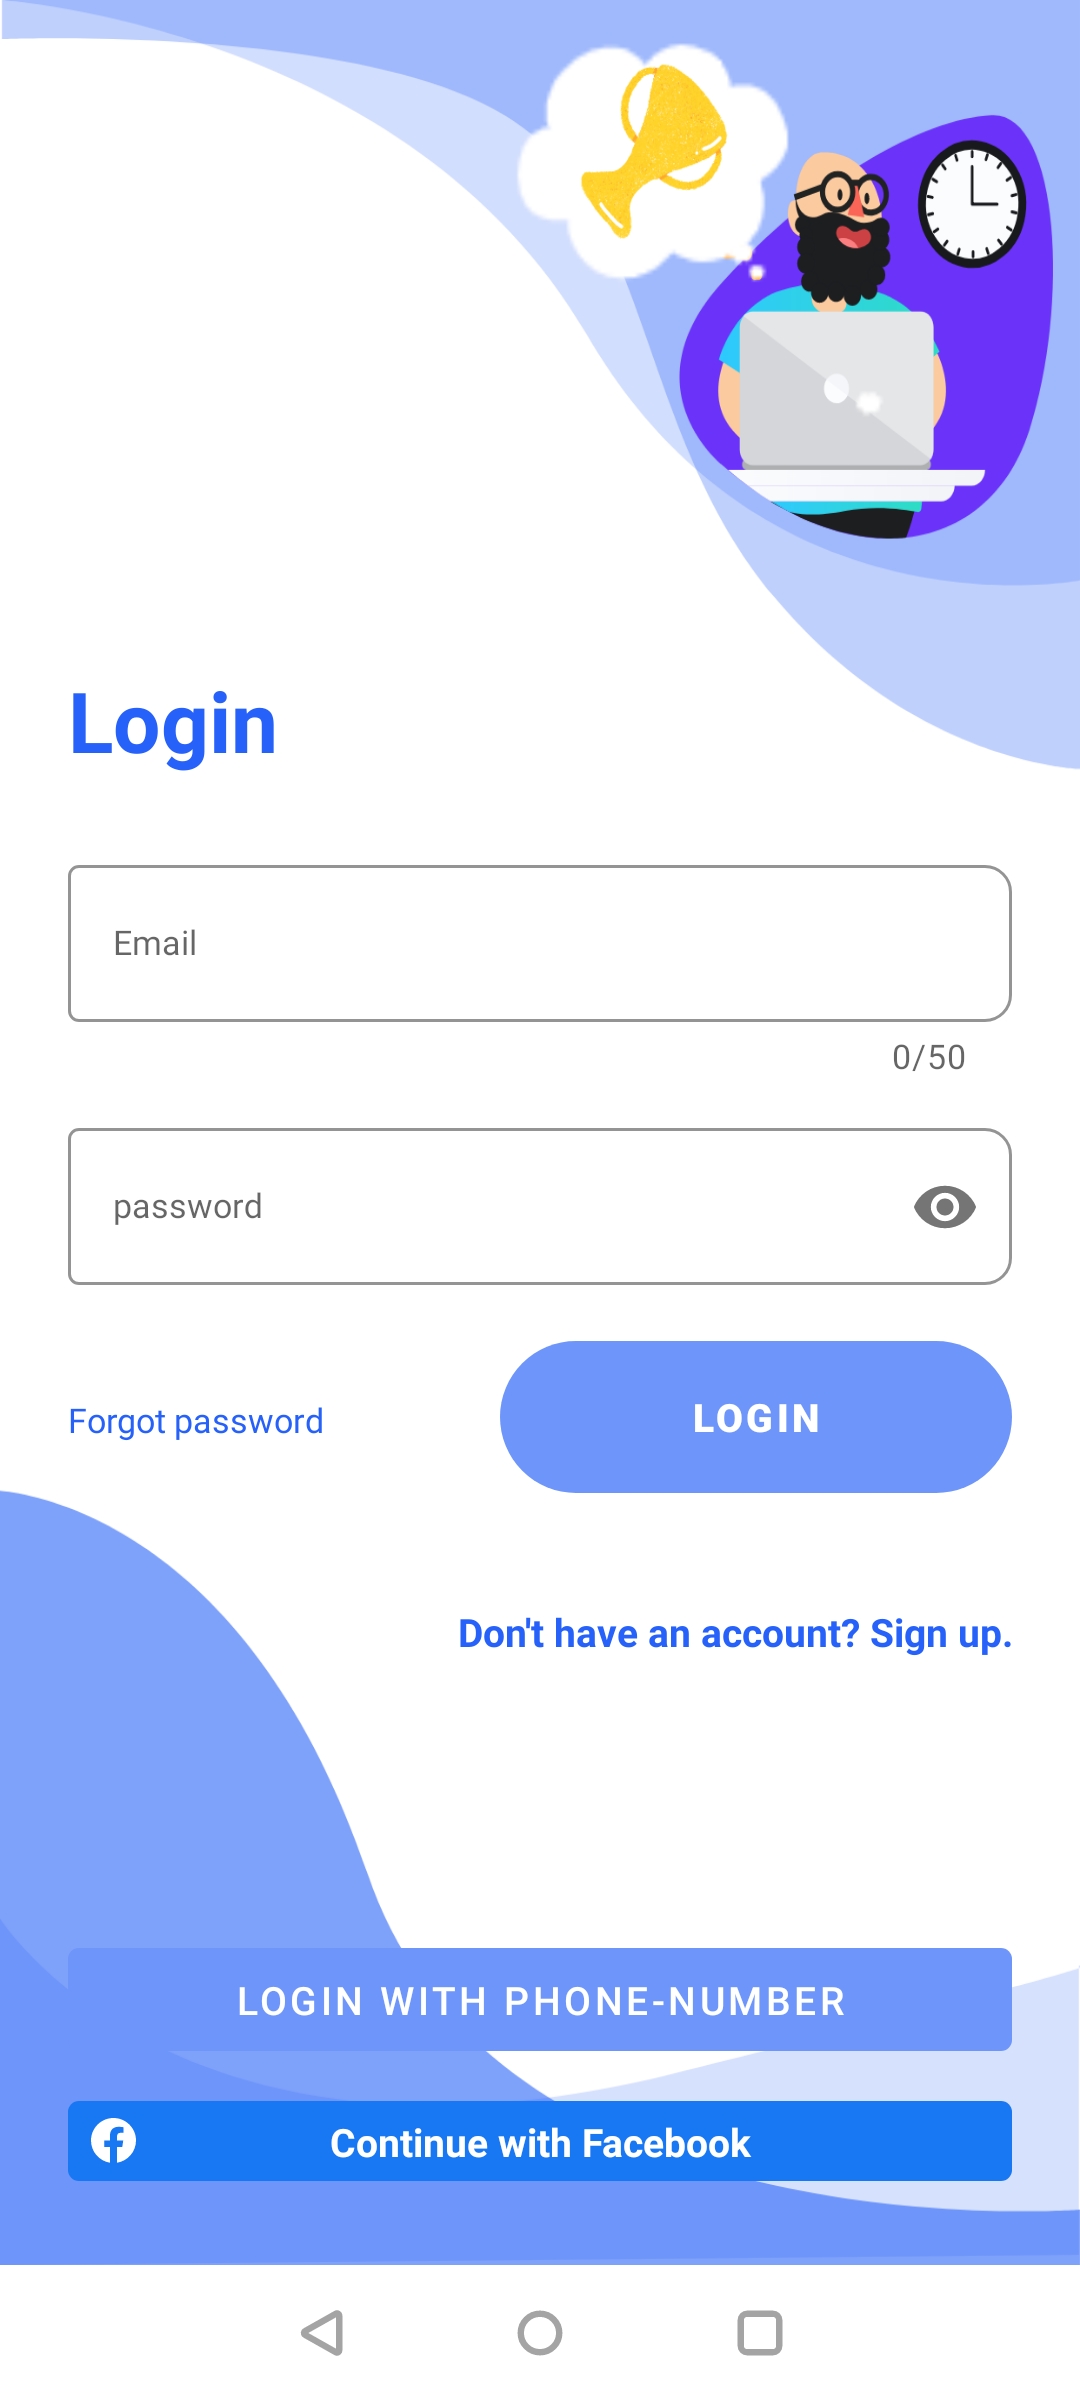 Login
Email
0/50
password
Forgot password
LOGIN
Don't have an account? Sign up.
LOGIN WITH PHONE-NUMBER
Continue with Facebook